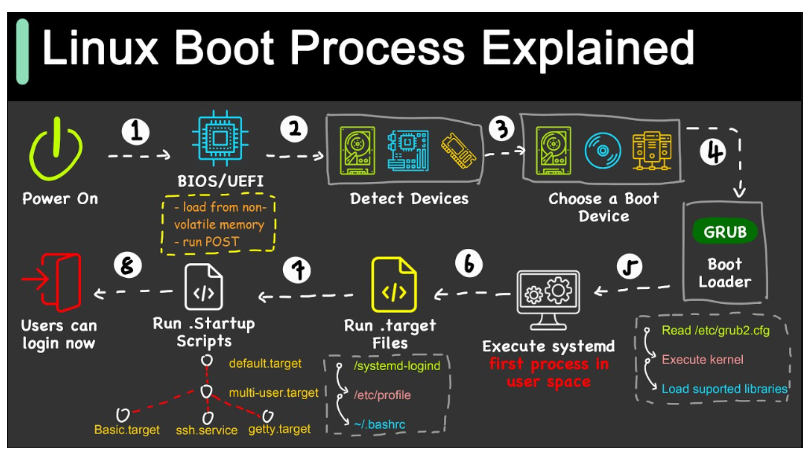 Linux Boot Process Explained
1
2
3
4
Power On
BIOS/UEFI
- load from non-
volatile memory
- run POST
Detect Devices
Choose a Boot
Device
GRUB
Boot
Loader
5
Read /etc/grub2.cfg
Execute kernel
Load suported libraries
Execute systemd
first process in
user space
6
Run .target
Files
/systemd-logind
/etc/profile
~/.bashrc
7
Run .Startup
Scripts
default.target
multi-user.target
Basic.target
ssh.service
getty.target
8
Users can
login now